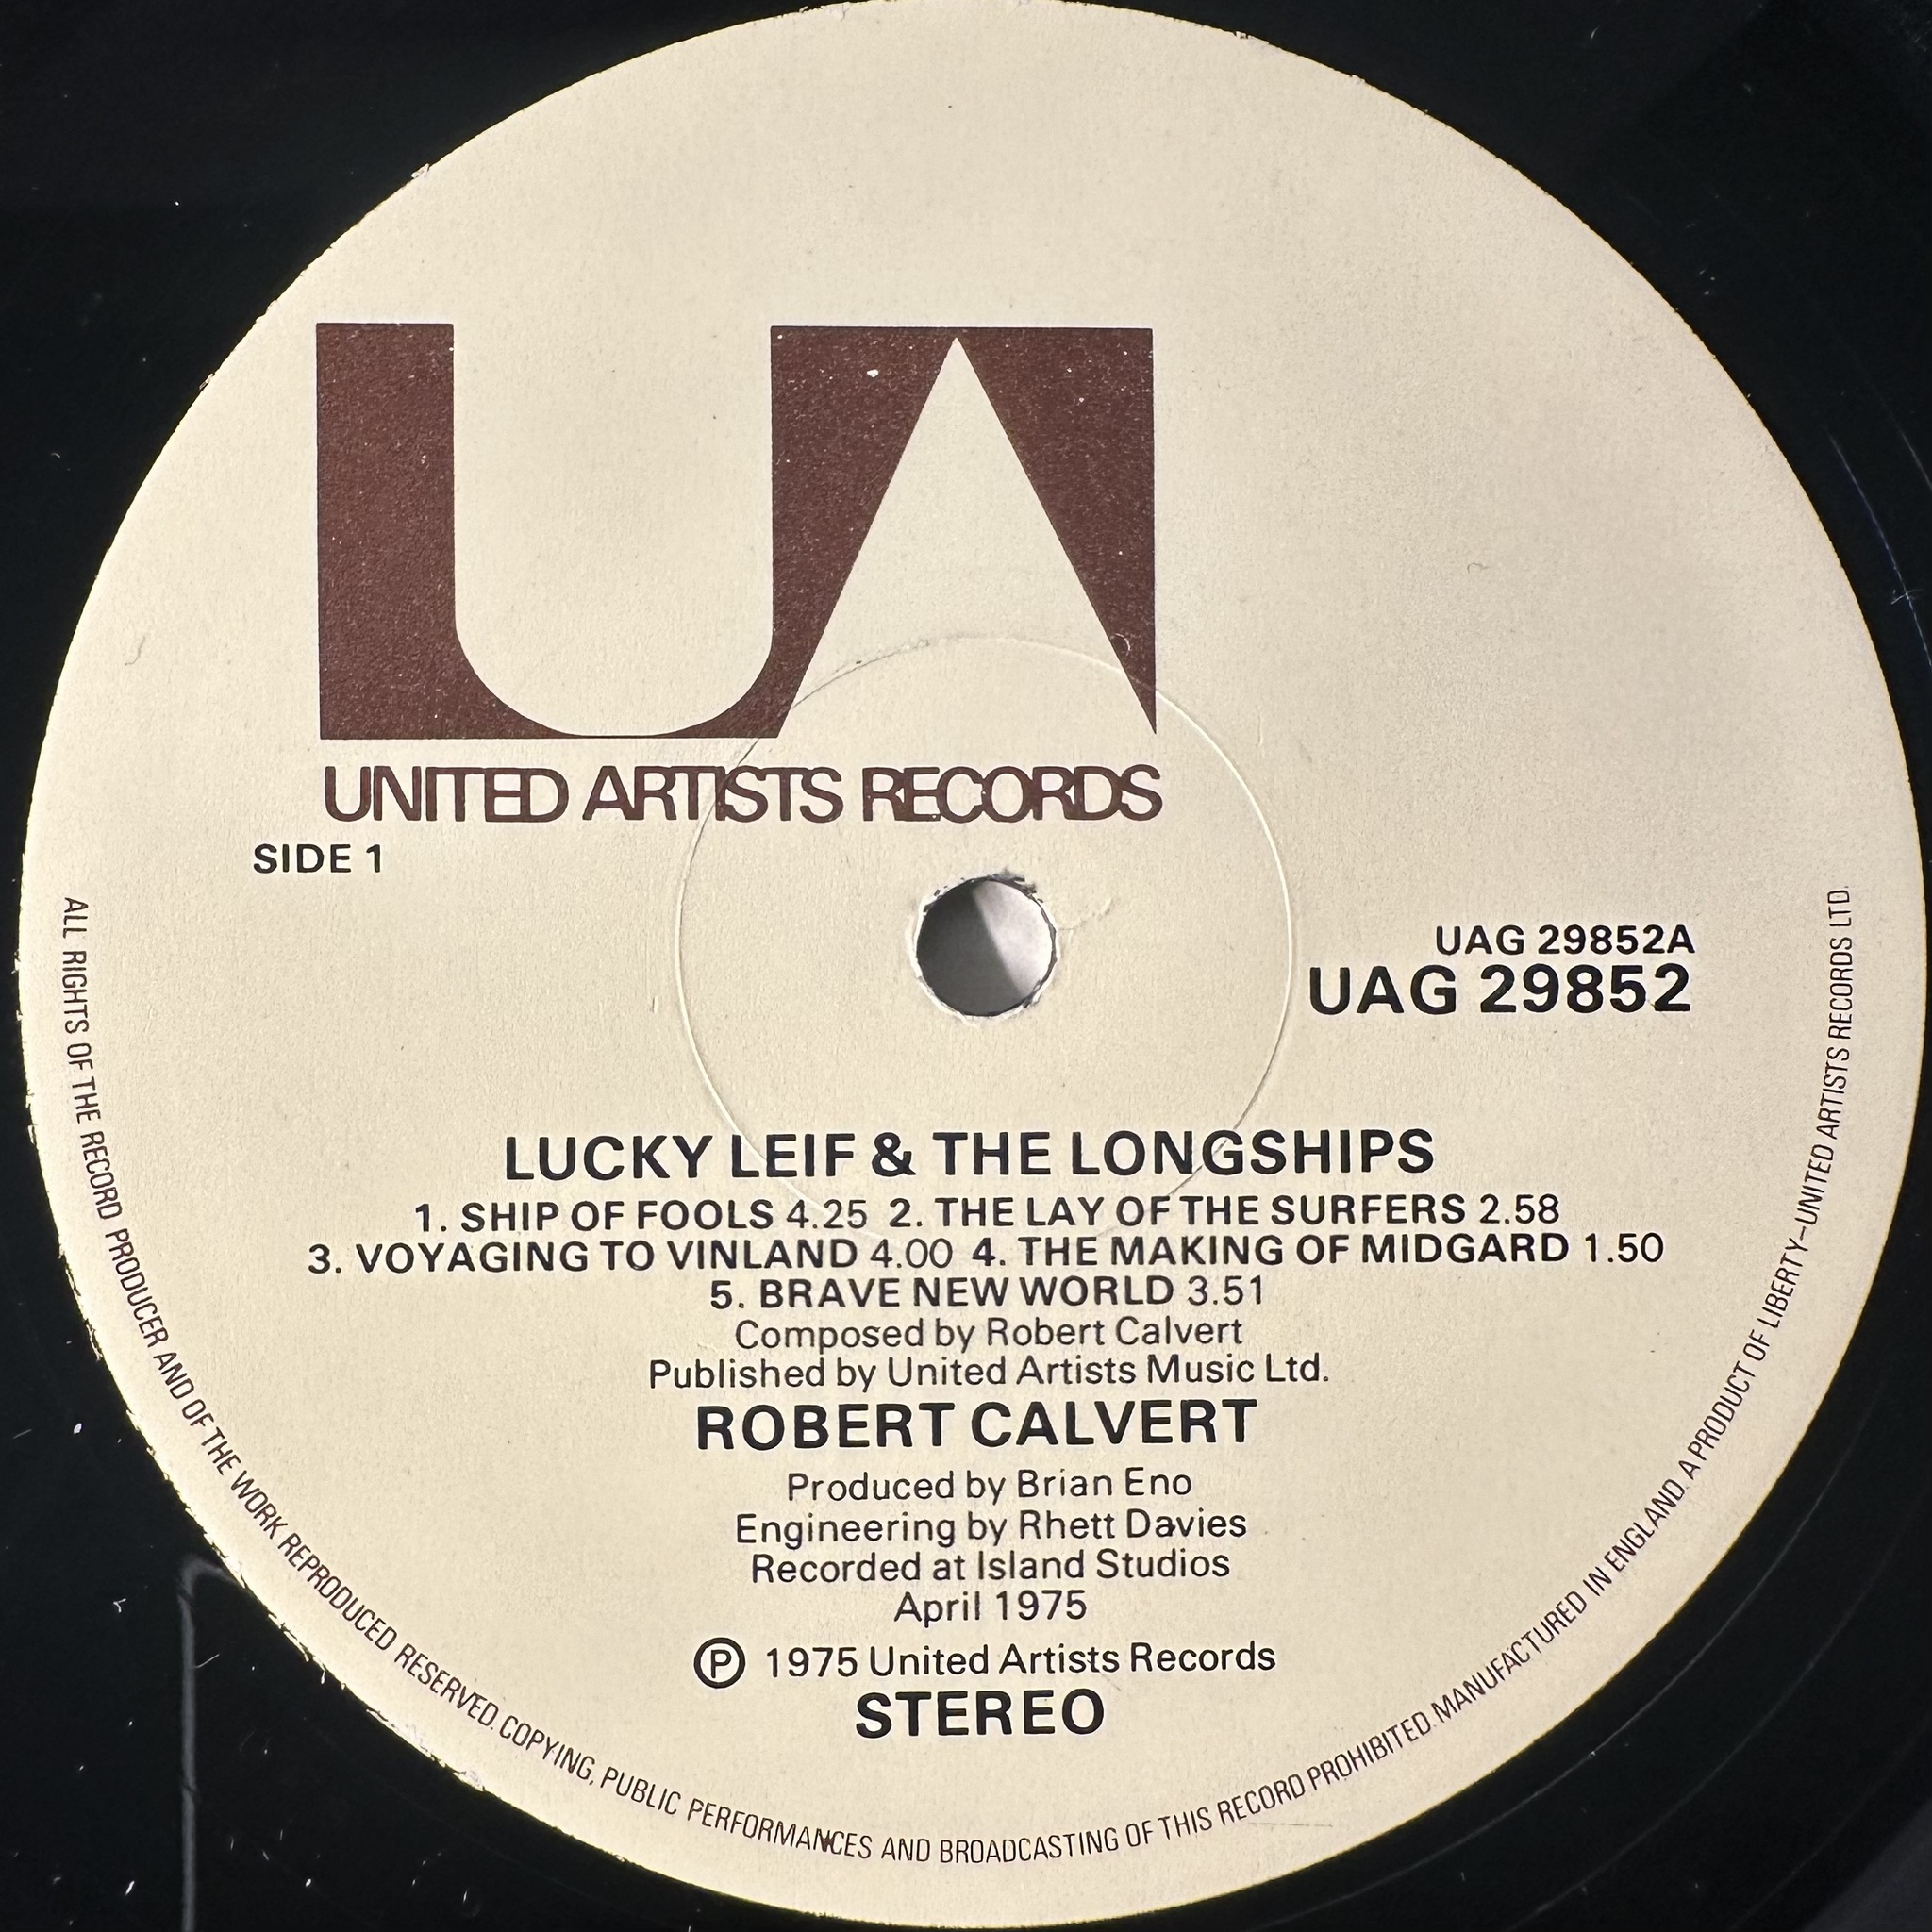 UA
UNITED ARTISTS RECORDS
SIDE 1
UAG 29852A
UAG 29852
LUCKY LEIF & THE LONGSHIPS
1. SHIP OF FOOLS 4.25 2. THE LAY OF THE SURFERS 2.58
3. VOYAGING TO VINLAND 4.00 4. THE MAKING OF MIDGARD 1.50
5. BRAVE NEW WORLD 3.51
Composed by Robert Calvert
Published by United Artists Music Ltd.
ROBERT CALVERT
Produced by Brian Eno
Engineering by Rhett Davies
Recorded at Island Studios
April 1975
Ⓟ 1975 United Artists Records
STEREO
ALL RIGHTS OF THE RECORD PRODUCER AND OF THE WORK REPRODUCED RESERVED. COPYING, PUBLIC PERFORMANCES AND BROADCASTING OF THIS RECORD PROHIBITED. MANUFACTURED IN ENGLAND. A PRODUCT OF LIBERTY–UNITED ARTISTS RECORDS LTD.